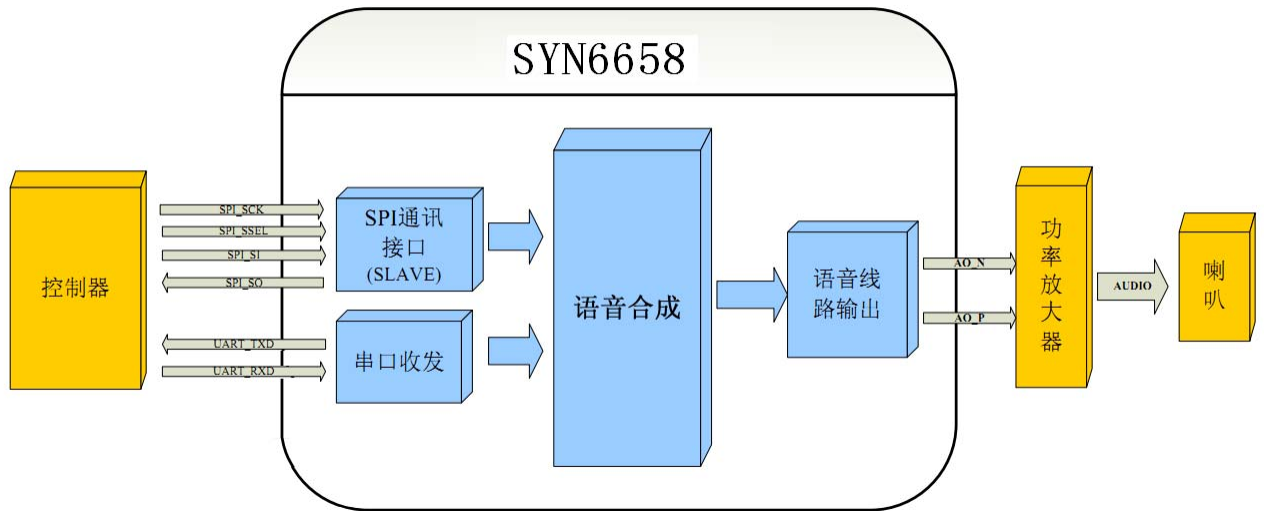 SYN6658
控制器
SPI_SCK
SPI_SSEL
SPI_SI
SPI_SO
UART_TXD
UART_RXD
SPI通讯
接口
(SLAVE)
串口收发
语音合成
语音线
路输出
AO_N
AO_P
功
率
放
大
器
AUDIO
喇
叭